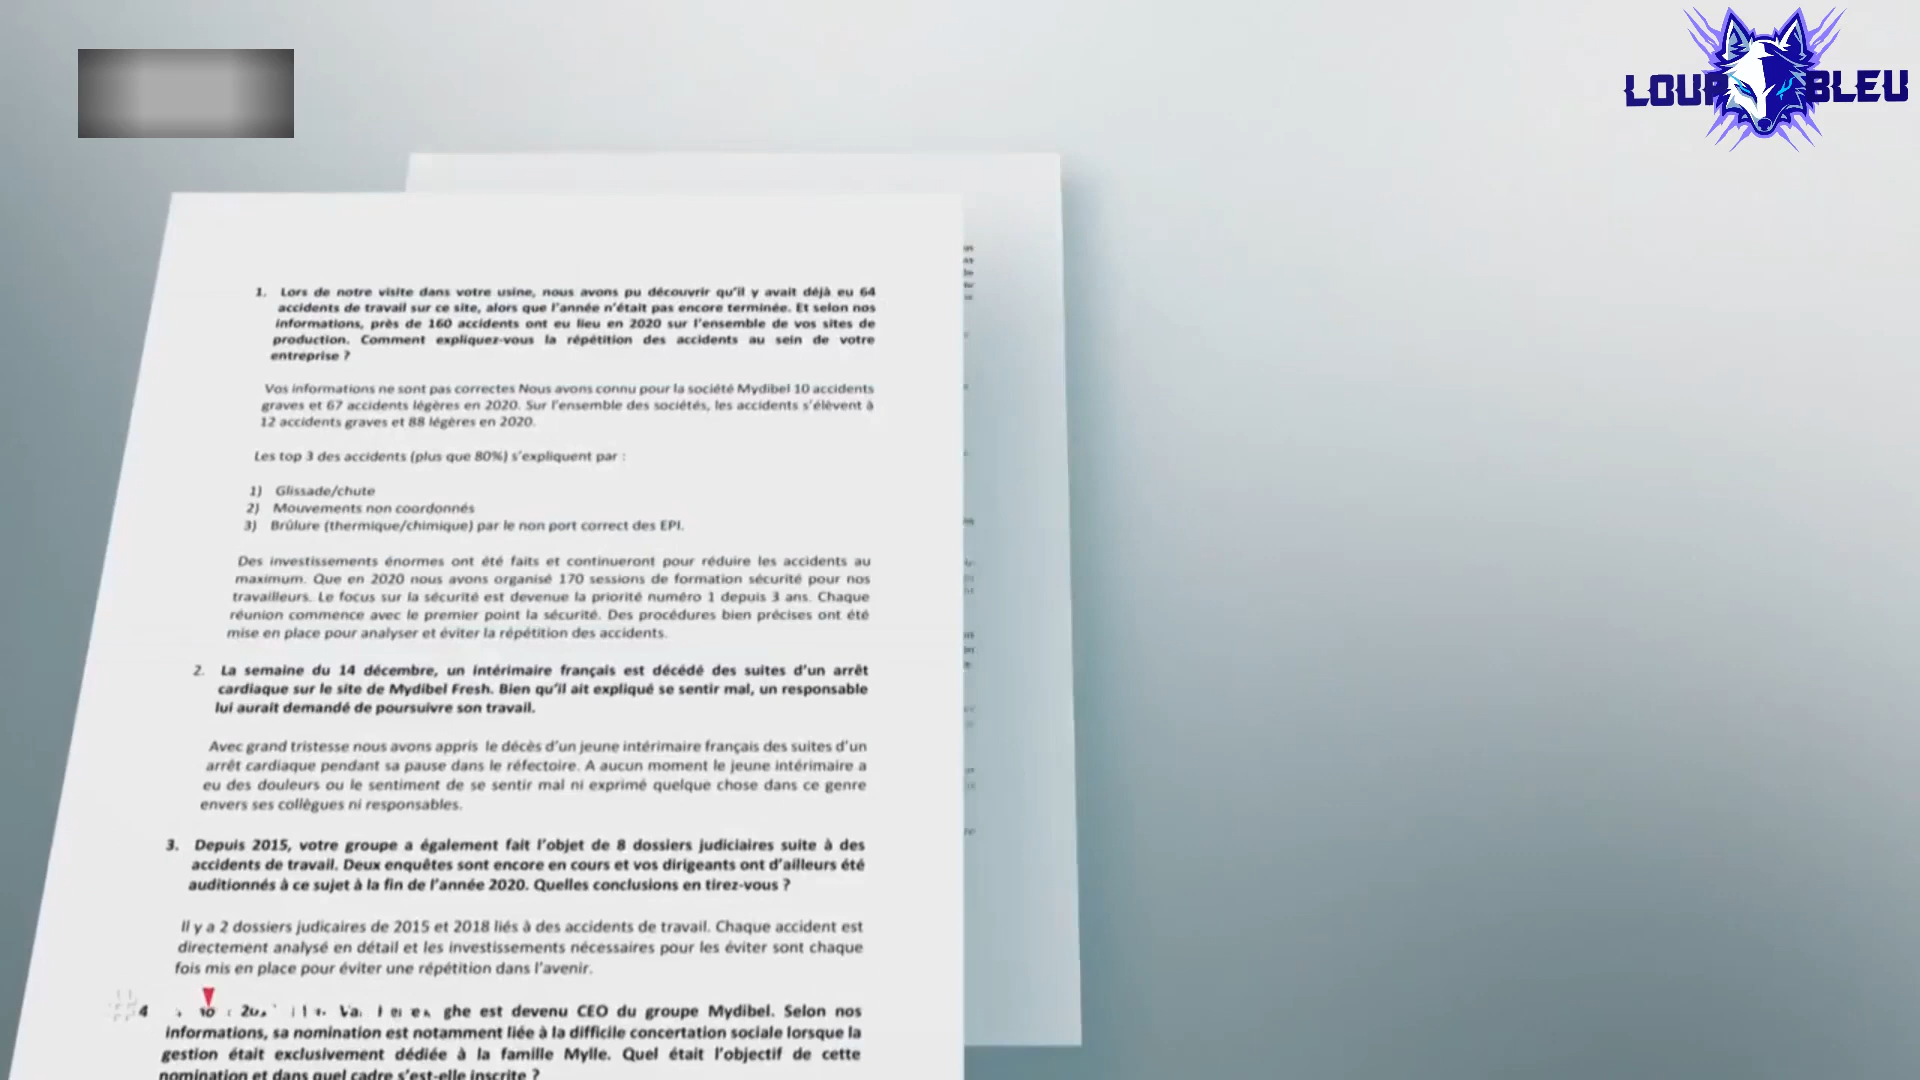 LOUP BLEU
1. Lors de notre visite dans votre usine, nous avons pu découvrir qu'il y avait déjà eu 64
accidents de travail sur ce site, alors que l'année n'était pas encore terminée. Et selon nos
informations, près de 160 accidents ont eu lieu en 2020 sur l'ensemble de vos sites de
production. Comment expliquez-vous la répétition des accidents au sein de votre
entreprise ?
Vos informations ne sont pas correctes Nous avons connu pour la société Mydibel 10 accidents
graves et 67 accidents légères en 2020. Sur l'ensemble des sociétés, les accidents s'élèvent à
12 accidents graves et 88 légères en 2020.
Les top 3 des accidents (plus que 80%) s'expliquent par :
1) Glissade/chute
2) Mouvements non coordonnés
3) Brûlure (thermique/chimique) par le non port correct des EPI.
Des investissements énormes ont été faits et continueront pour réduire les accidents au
maximum. Que en 2020 nous avons organisé 170 sessions de formation sécurité pour nos
travailleurs. Le focus sur la sécurité est devenue la priorité numéro 1 depuis 3 ans. Chaque
réunion commence avec le premier point la sécurité. Des procédures bien précises ont été
mise en place pour analyser et éviter la répétition des accidents.
2. La semaine du 14 décembre, un intérimaire français est décédé des suites d'un arrêt
cardiaque sur le site de Mydibel Fresh. Bien qu'il ait expliqué se sentir mal, un responsable
lui aurait demandé de poursuivre son travail.
Avec grand tristesse nous avons appris le décès d'un jeune intérimaire français des suites d'un
arrêt cardiaque pendant sa pause dans le réfectoire. A aucun moment le jeune intérimaire a
eu des douleurs ou le sentiment de se sentir mal ni exprimé quelque chose dans ce genre
envers ses collègues ni responsables.
3. Depuis 2015, votre groupe a également fait l'objet de 8 dossiers judiciaires suite à des
accidents de travail. Deux enquêtes sont encore en cours et vos dirigeants ont d'ailleurs été
auditionnés à ce sujet à la fin de l'année 2020. Quelles conclusions en tirez-vous ?
Il y a 2 dossiers judicaires de 2015 et 2018 liés à des accidents de travail. Chaque accident est
directement analysé en détail et les investissements nécessaires pour les éviter sont chaque
fois mis en place pour éviter une répétition dans l'avenir.
#4 est devenu CEO du groupe Mydibel. Selon nos
informations, sa nomination est notamment liée à la difficile concertation sociale lorsque la
gestion était exclusivement dédiée à la famille Mylle. Quel était l'objectif de cette
nomination et dans quel cadre s'est-elle inscrite ?